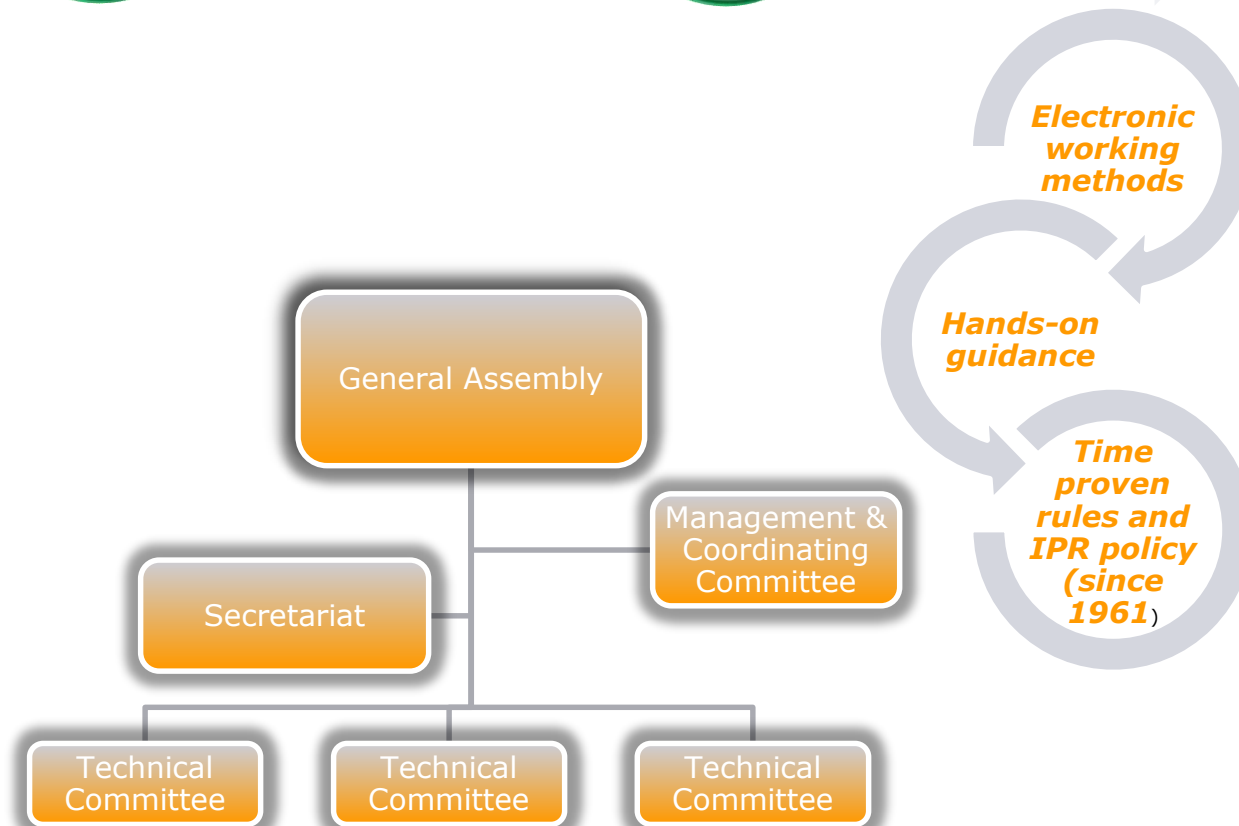 Electronic
working
methods
Hands-on
guidance
Time
proven
rules and
IPR policy
(since
1961)
General Assembly
Management &
Coordinating
Committee
Secretariat
Technical
Committee
Technical
Committee
Technical
Committee